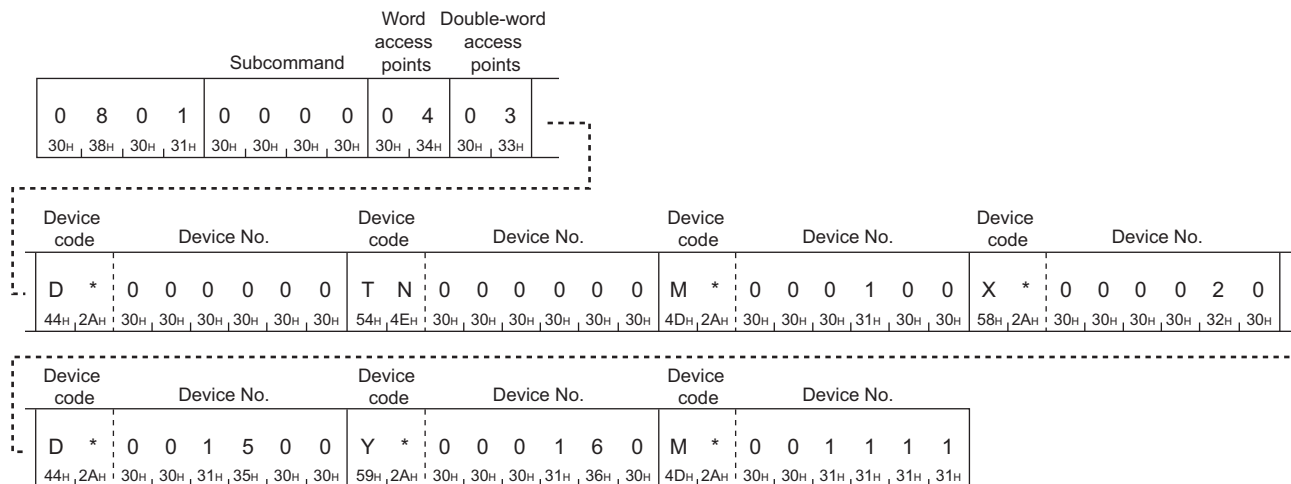 Word Double-word
access access
Subcommand points points
0 8 0 1 0 0 0 0 0 4 0 3
30H 38H 30H 31H 30H 30H 30H 30H 30H 34H 30H 33H
Device Device Device Device
code Device No. code Device No. code Device No. code Device No.
D * 0 0 0 0 0 0 T N 0 0 0 0 0 0 M * 0 0 0 1 0 0 X * 0 0 0 0 2 0
44H 2AH 30H 30H 30H 30H 30H 30H 54H 4EH 30H 30H 30H 30H 30H 30H 4DH 2AH 30H 30H 30H 31H 30H 30H 58H 2AH 30H 30H 30H 30H 32H 30H
Device Device Device
code Device No. code Device No. code Device No.
D * 0 0 1 5 0 0 Y * 0 0 0 1 6 0 M * 0 0 1 1 1 1
44H 2AH 30H 30H 31H 35H 30H 30H 59H 2AH 30H 30H 30H 31H 36H 30H 4DH 2AH 30H 30H 31H 31H 31H 31H